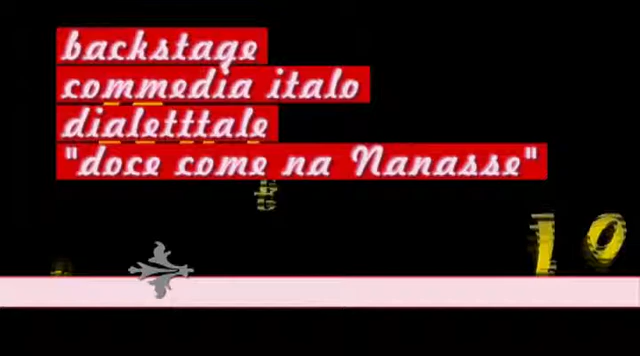 backstage
commedia italo
dialetttale
"doce come na Nanasse"
10